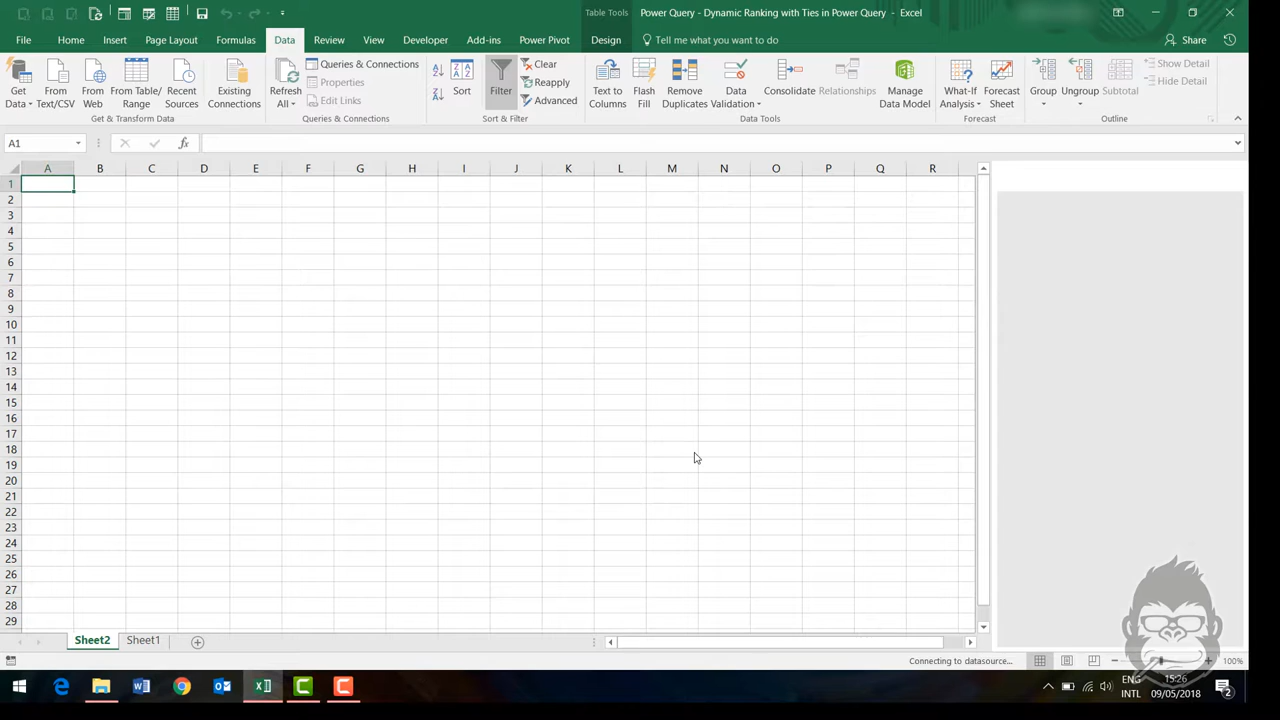 Table Tools
Power Query - Dynamic Ranking with Ties in Power Query - Excel
File Home Insert Page Layout Formulas Data Review View Developer Add-ins Power Pivot Design Tell me what you want to do Share
Get Data
From Text/CSV
From Web
From Table/ Range
Recent Sources
Get & Transform Data
Existing Connections
Refresh All
Queries & Connections
Properties
Edit Links
Queries & Connections
Sort
Filter
Clear
Reapply
Advanced
Sort & Filter
Text to Columns
Flash Fill
Remove Duplicates
Data Validation
Consolidate
Relationships
Manage Data Model
Data Tools
What-If Analysis
Forecast Sheet
Forecast
Group
Ungroup
Subtotal
Show Detail
Hide Detail
Outline
A1 fx
A B C D E F G H I J K L M N O P Q R
1
2
3
4
5
6
7
8
9
10
11
12
13
14
15
16
17
18
19
20
21
22
23
24
25
26
27
28
29
Sheet2 Sheet1
Connecting to datasource... 100%
ENG 15:26
INTL 09/05/2018 2